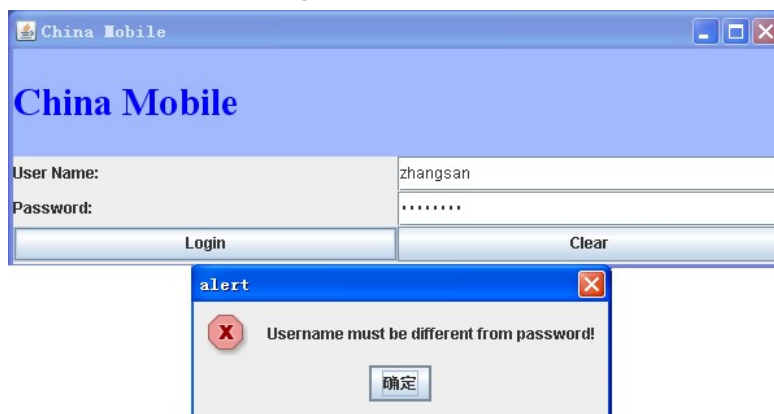 China Mobile
China Mobile
User Name:
zhangsan
Password:
........
Login
Clear
alert
Username must be different from password!
确定